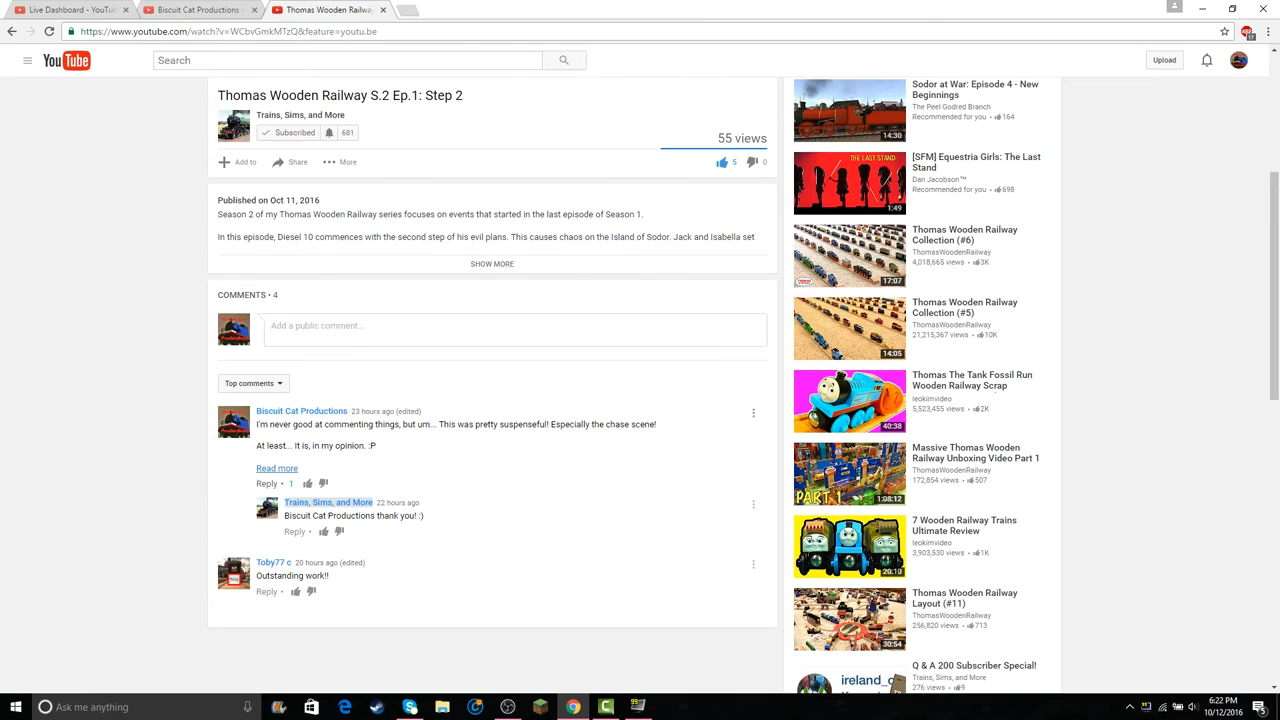 Live Dashboard - YouTu
Biscuit Cat Productions
Thomas Wooden Railway
https://www.youtube.com/watch?v=WCbvGmkMTzQ&feature=youtu.be
17
YouTube
Search
Upload
Thomas Wooden Railway S.2 Ep.1: Step 2
Trains, Sims, and More
Subscribed 681
55 views
Add to Share More
5 0
Published on Oct 11, 2016
Season 2 of my Thomas Wooden Railway series focuses on events that started in the last episode of Season 1.
In this episode, Diesel 10 commences with the second step of his evil plans. This causes chaos on the Island of Sodor. Jack and Isabella set
SHOW MORE
COMMENTS • 4
Add a public comment...
Top comments
Biscuit Cat Productions 23 hours ago (edited)
I'm never good at commenting things, but um... This was pretty suspenseful! Especially the chase scene!
At least... It is, in my opinion. :P
Read more
Reply • 1
Trains, Sims, and More 22 hours ago
Biscuit Cat Productions thank you! :)
Reply •
Toby77 c 20 hours ago (edited)
Outstanding work!!
Reply •
Sodor at War: Episode 4 - New
Beginnings
The Peel Godred Branch
Recommended for you • 164
14:30
[SFM] Equestria Girls: The Last
Stand
Dan Jacobson™
Recommended for you • 698
THE LAST STAND
1:49
Thomas Wooden Railway
Collection (#6)
ThomasWoodenRailway
4,018,665 views • 3K
17:07
Thomas Wooden Railway
Collection (#5)
ThomasWoodenRailway
21,215,367 views • 10K
14:05
Thomas The Tank Fossil Run
Wooden Railway Scrap
leokimvideo
5,523,455 views • 2K
40:38
Massive Thomas Wooden
Railway Unboxing Video Part 1
ThomasWoodenRailway
172,854 views • 507
PART 1
1:08:12
7 Wooden Railway Trains
Ultimate Review
leokimvideo
3,903,530 views • 1K
20:10
Thomas Wooden Railway
Layout (#11)
ThomasWoodenRailway
256,820 views • 713
30:54
Q & A 200 Subscriber Special!
Trains, Sims, and More
276 views • 9
ireland_c
Ask me anything
6:22 PM
10/12/2016